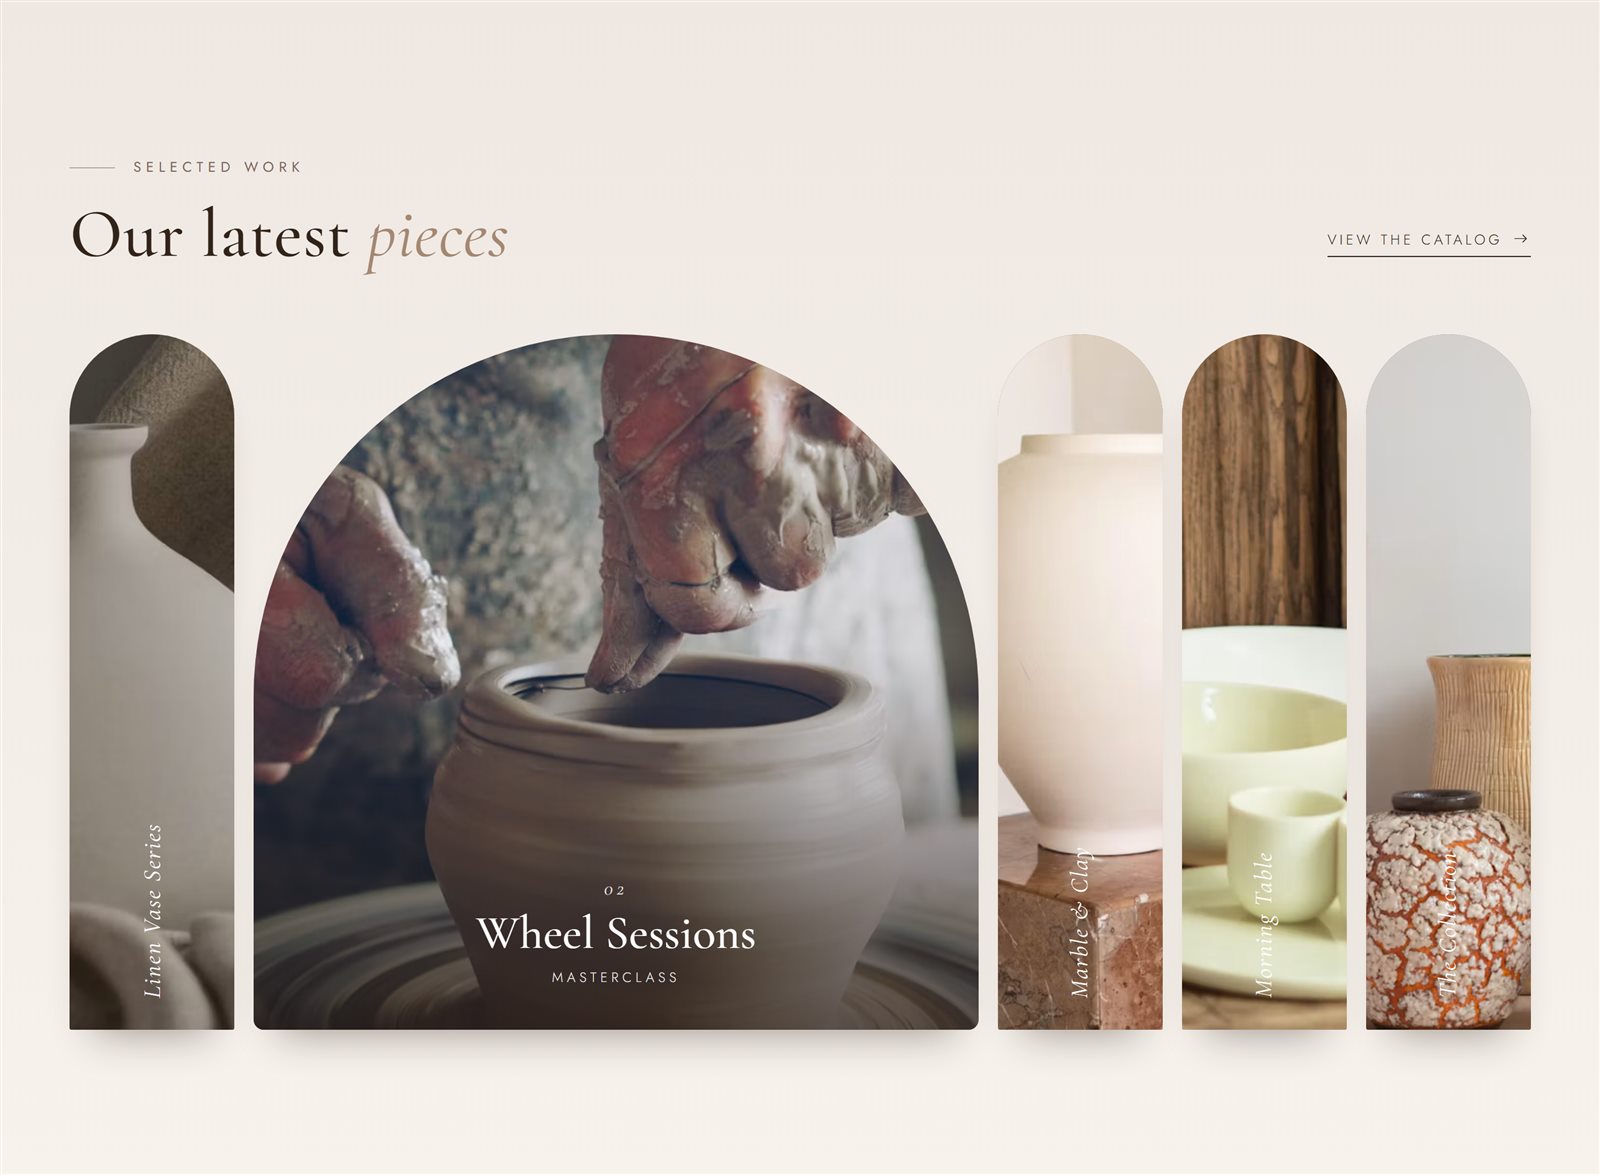 SELECTED WORK
Our latest pieces
VIEW THE CATALOG →
Linen Vase Series
02
Wheel Sessions
MASTERCLASS
Marble & Clay
Morning Table
The Collection